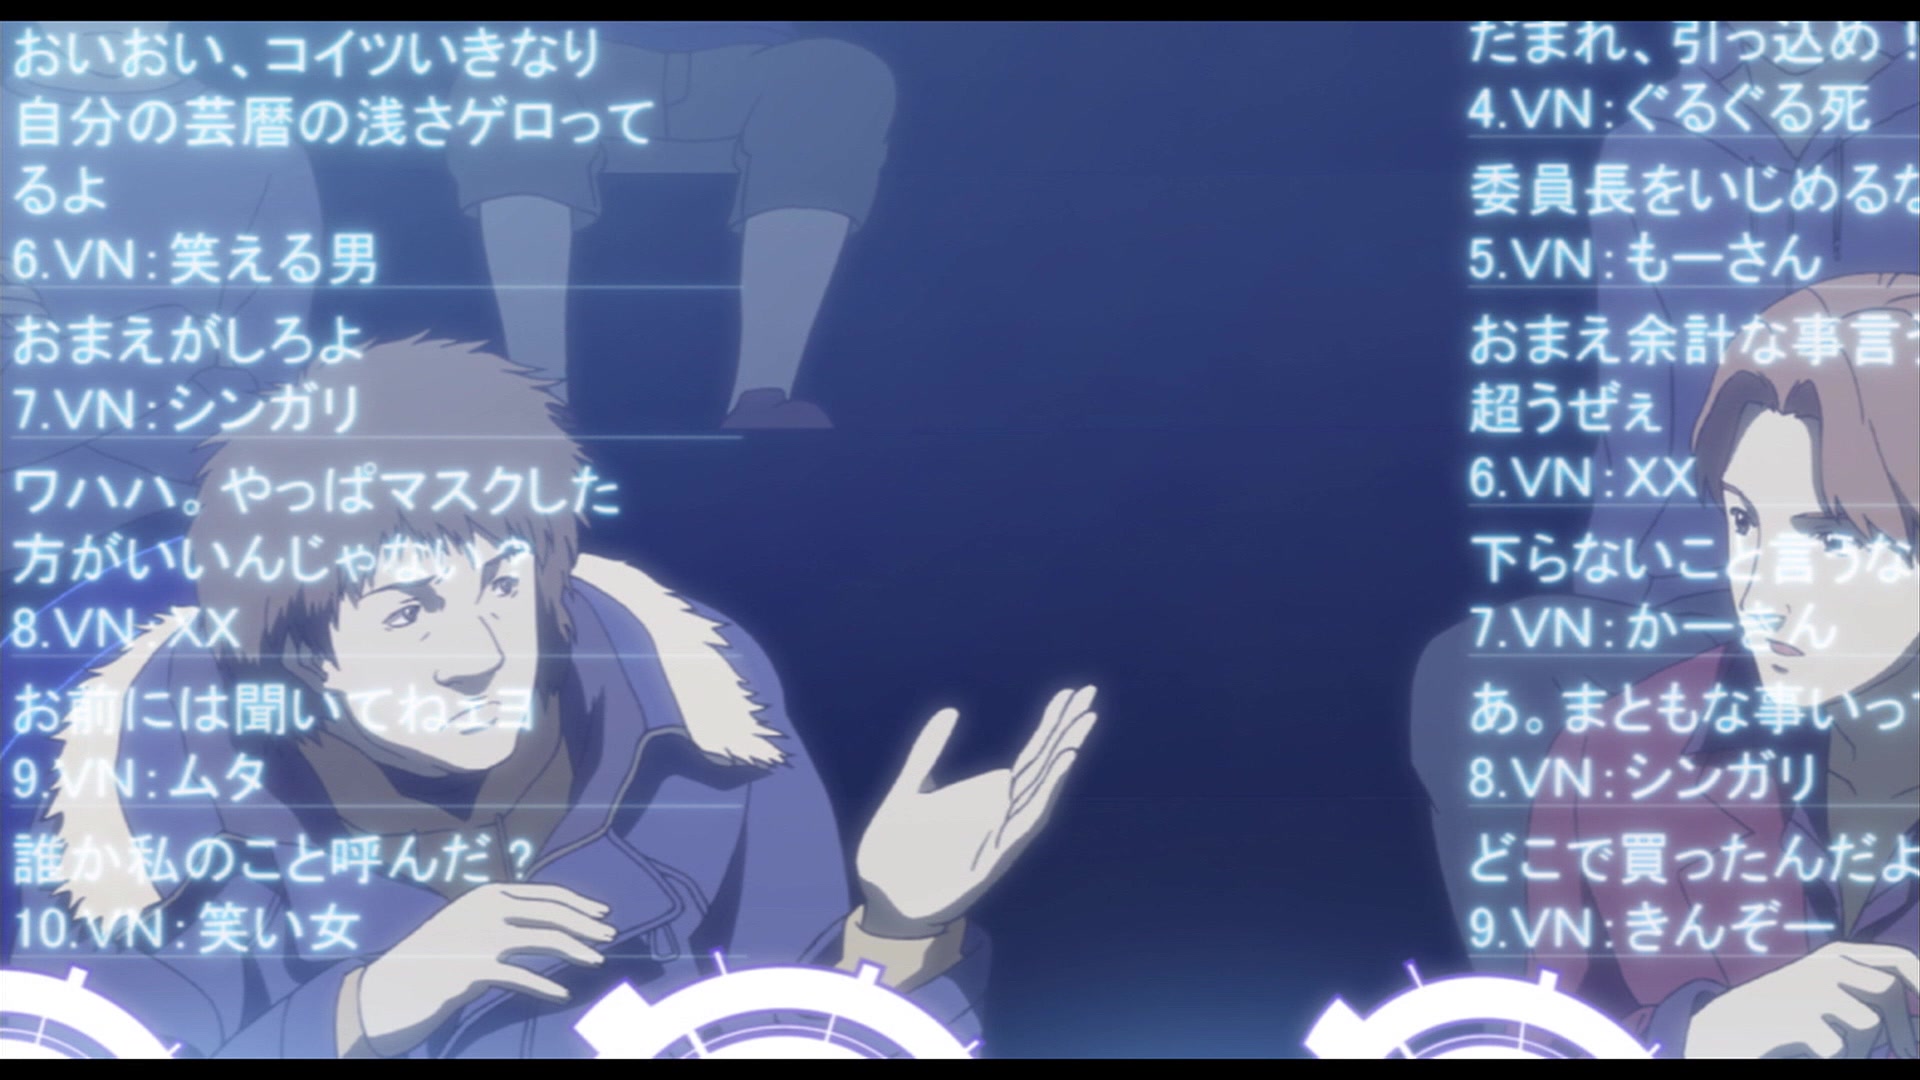 おいおい、コイツいきなり
自分の芸暦の浅さゲロって
るよ
6.VN:笑える男
おまえがしろよ
7.VN:シンガリ
ワハハ。やっぱマスクした
方がいいんじゃない?
8.VN:XX
お前には聞いてねェヨ
9.VN:ムタ
誰か私のこと呼んだ?
10.VN:笑い女
だまれ、引っ込め!
4.VN:ぐるぐる死
委員長をいじめるな
5.VN:もーさん
おまえ余計な事言う
超うぜぇ
6.VN:XX
下らないこと言うな
7.VN:かーさん
あ。まともな事いっ
8.VN:シンガリ
どこで買ったんだよ
9.VN:きんぞー